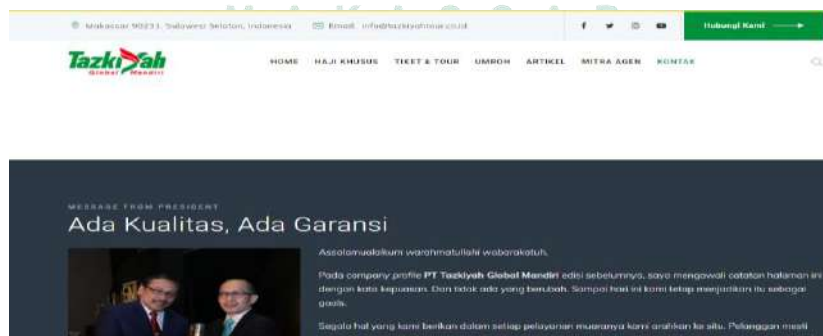 M A K A S S A R
Makassar 90233, Sulawesi Selatan, Indonesia
Email: info@tazkiyahtour.co.id
Hubungi Kami
Tazkiyah
Global Mandiri
HOME HAJI KHUSUS TIKET & TOUR UMROH ARTIKEL MITRA AGEN KONTAK
MESSAGE FROM PRESIDENT
Ada Kualitas, Ada Garansi
Assalamualaikum warahmatullahi wabarakatuh,
Pada company profile PT Tazkiyah Global Mandiri edisi sebelumnya, saya mengawali catatan halaman ini
dengan kata kepuasan. Dan tidak ada yang berubah. Sampai hari ini kami tetap menjadikan itu sebagai
goals.
Segala hal yang kami berikan dalam setiap pelayanan muaranya kami arahkan ke situ. Pelanggan mesti